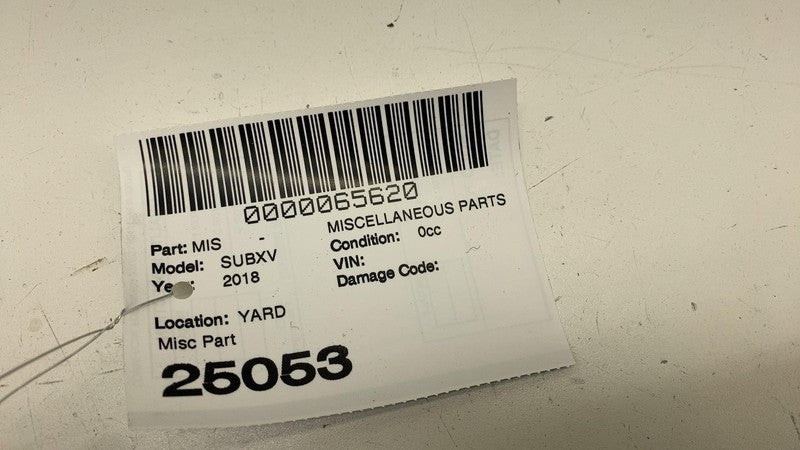 0000065620
Part: MIS - MISCELLANEOUS PARTS
Model: SUBXV Condition: 0cc
2018 VIN:
Damage Code:
Location: YARD
Misc Part
25053